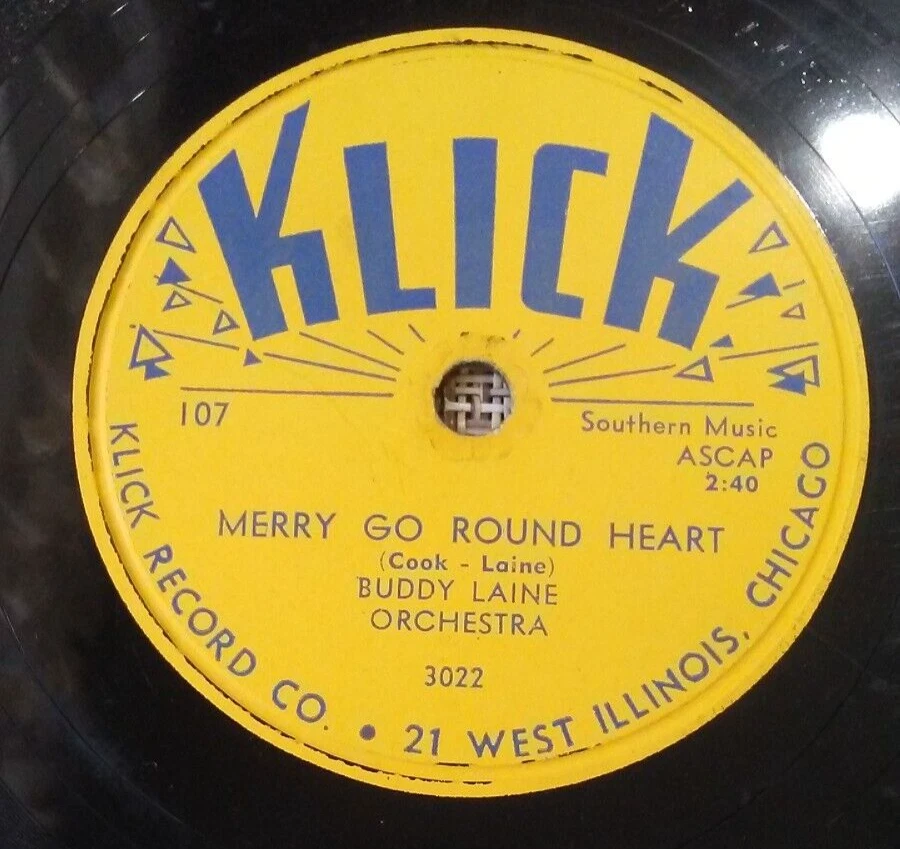 KLICK
107
Southern Music
ASCAP
2:40
MERRY GO ROUND HEART
(Cook - Laine)
BUDDY LAINE
ORCHESTRA
3022
KLICK RECORD CO. • 21 WEST ILLINOIS, CHICAGO